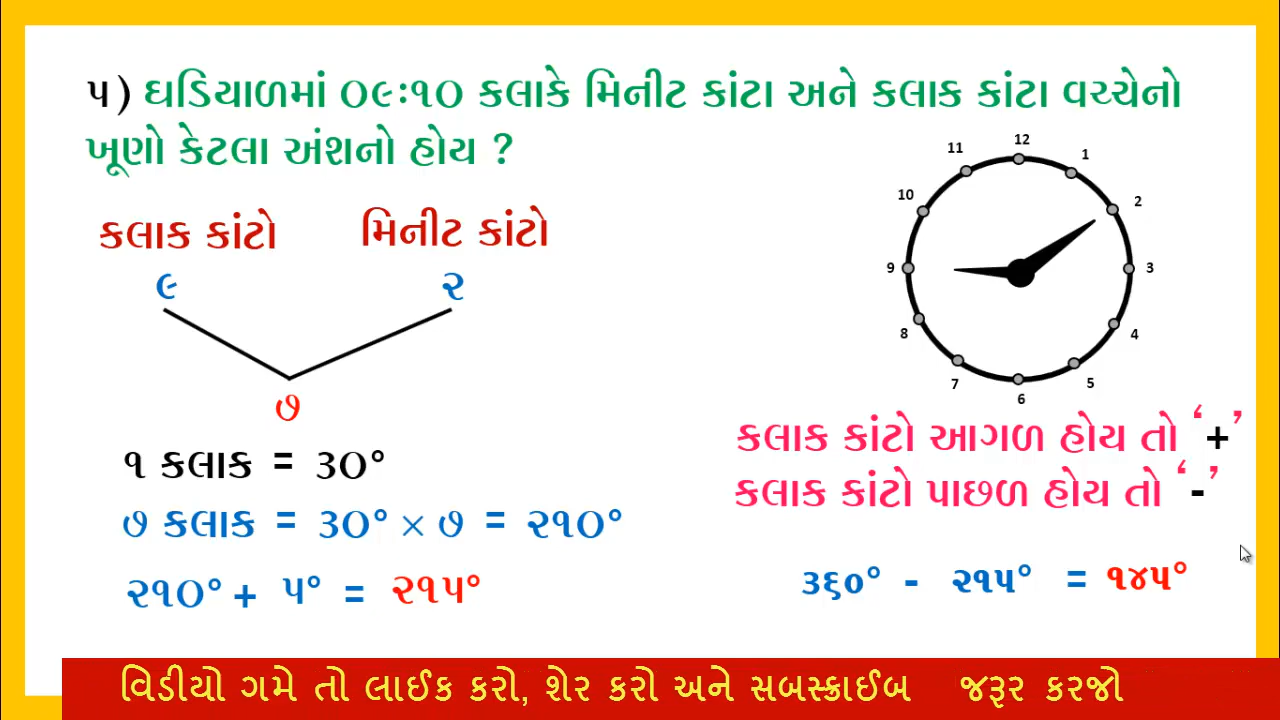 ૫) ઘડિયાળમાં ૦૯:૧૦ કલાકે મિનીટ કાંટા અને કલાક કાંટા વચ્ચેનો
ખૂણો કેટલા અંશનો હોય ?
કલાક કાંટો મિનીટ કાંટો
૯ ૨
૭
૧ કલાક = ૩૦°
૭ કલાક = ૩૦° × ૭ = ૨૧૦°
૨૧૦° + ૫° = ૨૧૫°
12
1
2
3
4
5
6
7
8
9
10
11
કલાક કાંટો આગળ હોય તો ‘+’
કલાક કાંટો પાછળ હોય તો ‘-’
૩૬૦° - ૨૧૫° = ૧૪૫°
વિડીયો ગમે તો લાઈક કરો, શેર કરો અને સબસ્ક્રાઈબ જરૂર કરજો